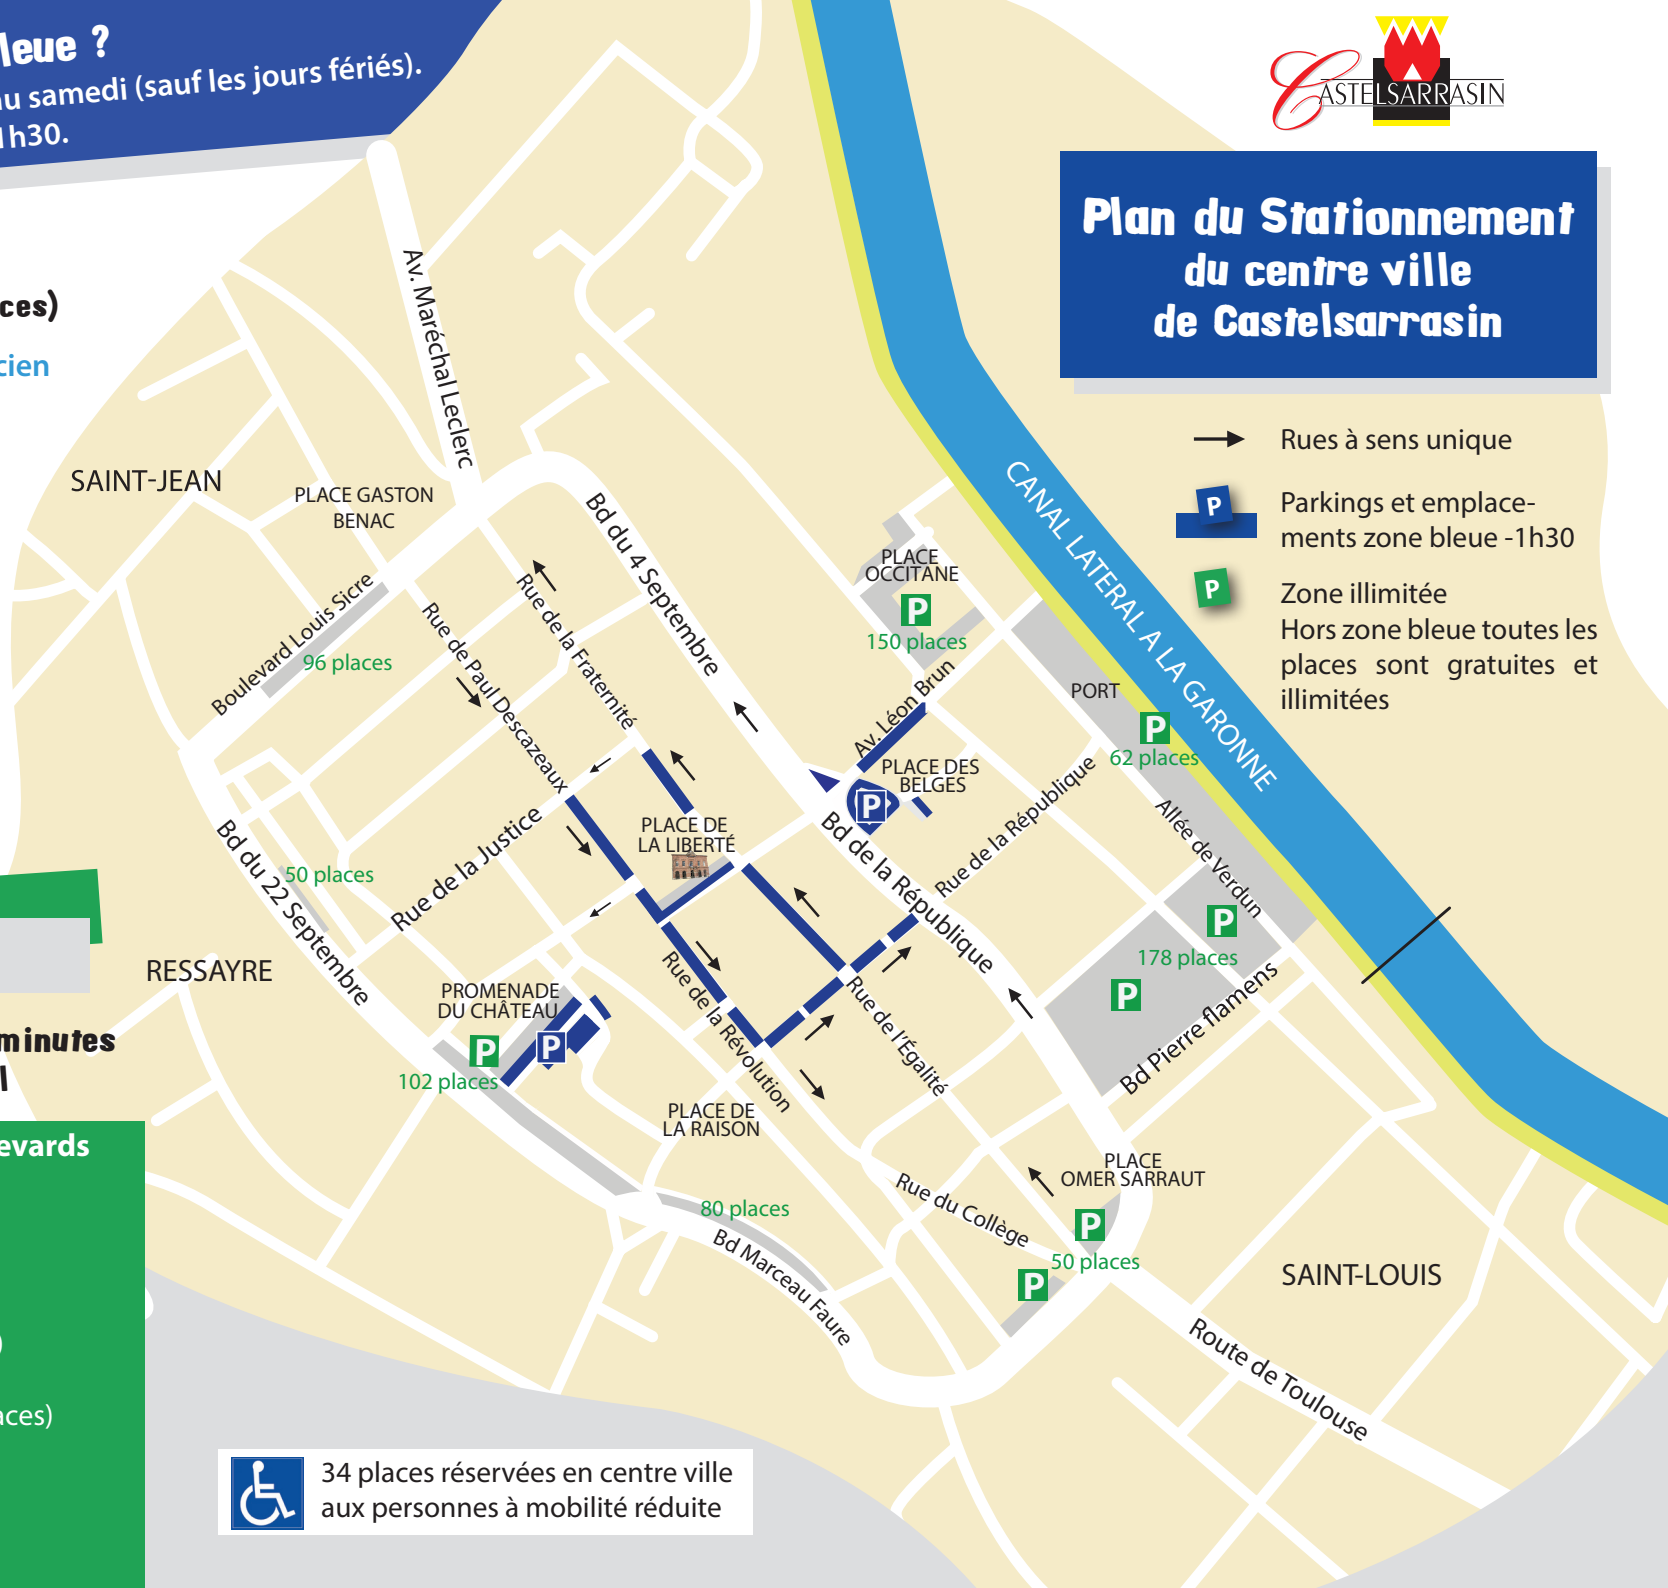 leue ?
au samedi (sauf les jours fériés).
1h30.
ces)
cien
minutes
l
evards
)
aces)
CASTELSARRASIN
Plan du Stationnement
du centre ville
de Castelsarrasin
Rues à sens unique
P
Parkings et emplace-
ments zone bleue -1h30
P
Zone illimitée
Hors zone bleue toutes les
places sont gratuites et
illimitées
Av. Maréchal Leclerc
SAINT-JEAN
PLACE GASTON
BENAC
Bd du 4 Septembre
CANAL LATERAL A LA GARONNE
PLACE
OCCITANE
P
150 places
Boulevard Louis Sicre
96 places
Rue de Paul Descazeaux
Rue de la Fraternité
Av. Léon Brun
PORT
P
62 places
PLACE DES
BELGES
P
Rue de la République
Allée de Verdun
PLACE DE
LA LIBERTÉ
Bd de la République
Rue de la Justice
Bd du 22 Septembre
50 places
RESSAYRE
P
178 places
P
Bd Pierre flamens
PROMENADE
DU CHÂTEAU
P
P
102 places
Rue de la Révolution
Rue de l'Égalité
PLACE DE
LA RAISON
PLACE
OMER SARRAUT
Rue du Collège
P
50 places
P
80 places
Bd Marceau Faure
SAINT-LOUIS
Route de Toulouse
34 places réservées en centre ville
aux personnes à mobilité réduite